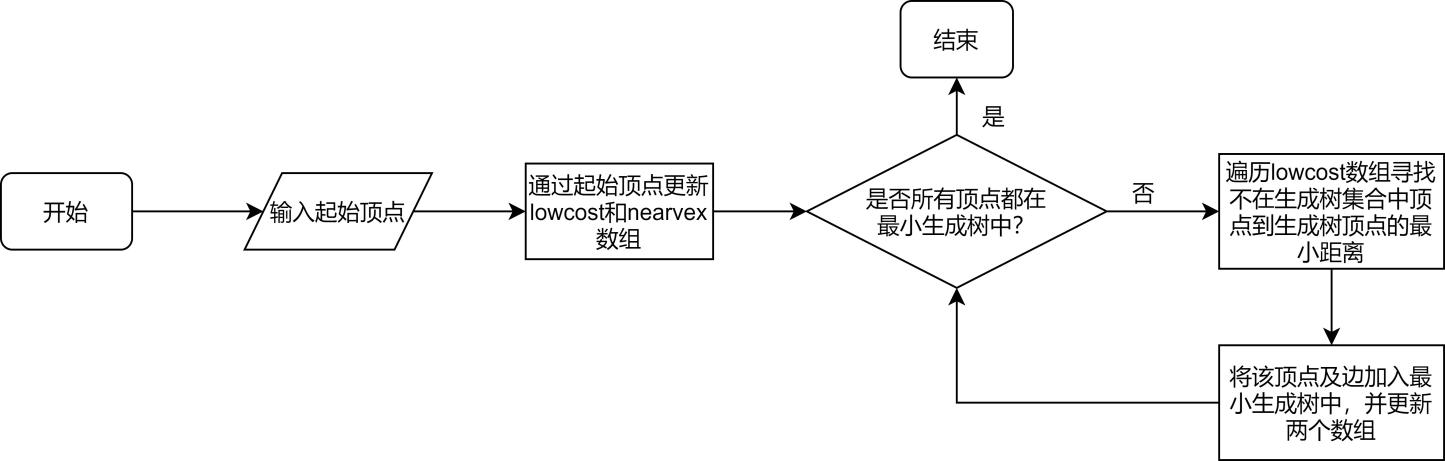 开始
输入起始顶点
通过起始顶点更新
lowcost和nearvex
数组
是否所有顶点都在
最小生成树中？
是
结束
否
遍历lowcost数组寻找
不在生成树集合中顶
点到生成树顶点的最
小距离
将该顶点及边加入最
小生成树中，并更新
两个数组